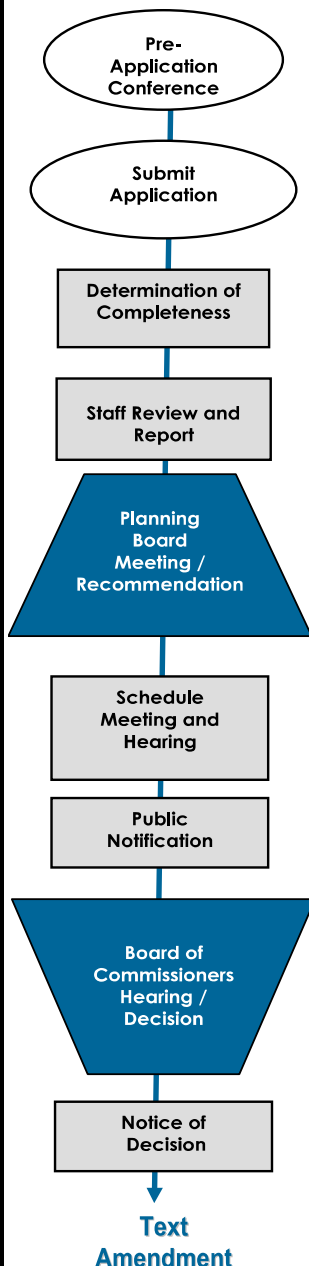 Pre-
Application
Conference
Submit
Application
Determination of
Completeness
Staff Review and
Report
Planning
Board
Meeting /
Recommendation
Schedule
Meeting and
Hearing
Public
Notification
Board of
Commissioners
Hearing /
Decision
Notice of
Decision
Text
Amendment